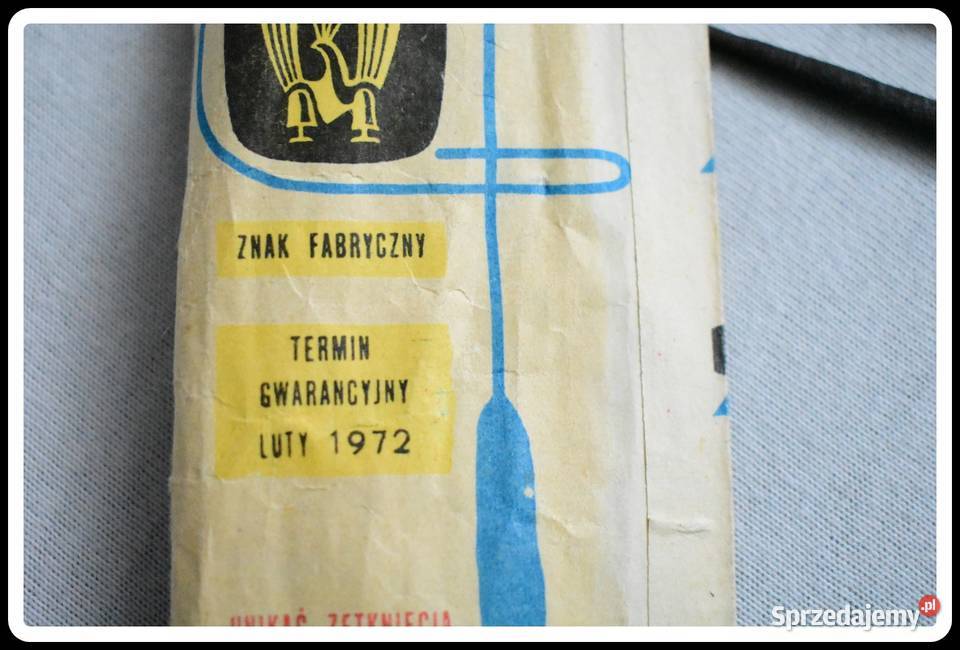 ZNAK FABRYCZNY
TERMIN
GWARANCYJNY
LUTY 1972
UNIKAĆ ZETKNIĘCIA
Sprzedajemy.pl